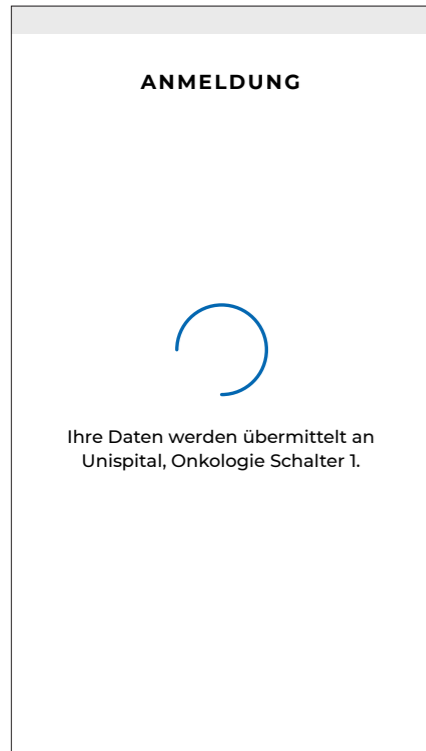 ANMELDUNG
Ihre Daten werden übermittelt an
Unispital, Onkologie Schalter 1.